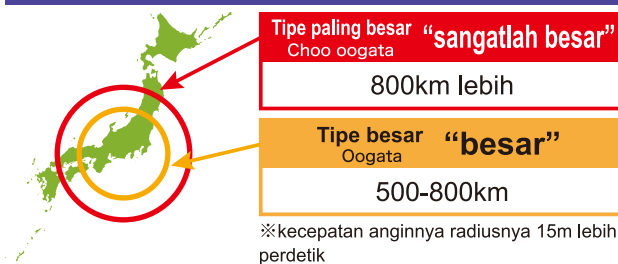 Tipe paling besar "sangatlah besar"
Choo oogata
800km lebih
Tipe besar "besar"
Oogata
500-800km
※kecepatan anginnya radiusnya 15m lebih
perdetik